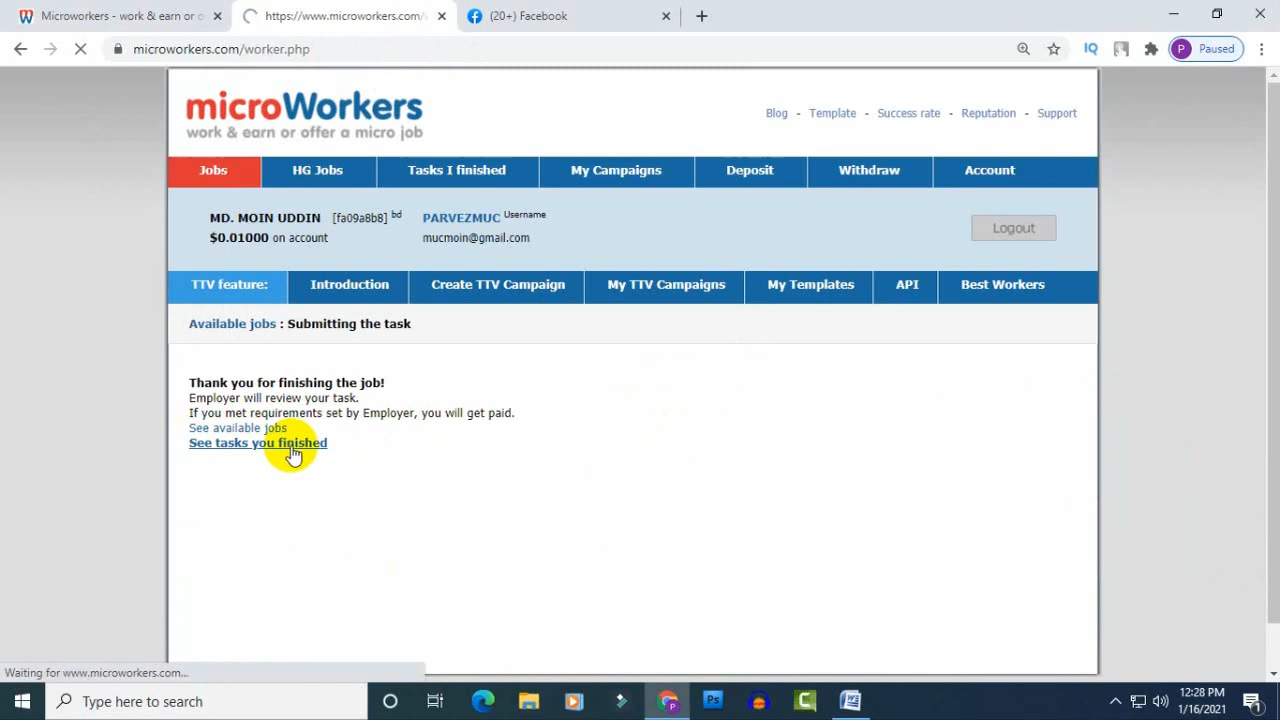 Microworkers - work & earn or o
https://www.microworkers.com/
(20+) Facebook
microworkers.com/worker.php
IQ
P Paused
microWorkers
work & earn or offer a micro job
Blog - Template - Success rate - Reputation - Support
Jobs HG Jobs Tasks I finished My Campaigns Deposit Withdraw Account
MD. MOIN UDDIN [fa09a8b8] bd PARVEZMUC Username
$0.01000 on account mucmoin@gmail.com
Logout
TTV feature: Introduction Create TTV Campaign My TTV Campaigns My Templates API Best Workers
Available jobs : Submitting the task
Thank you for finishing the job!
Employer will review your task.
If you met requirements set by Employer, you will get paid.
See available jobs
See tasks you finished
Waiting for www.microworkers.com...
Type here to search
12:28 PM
1/16/2021